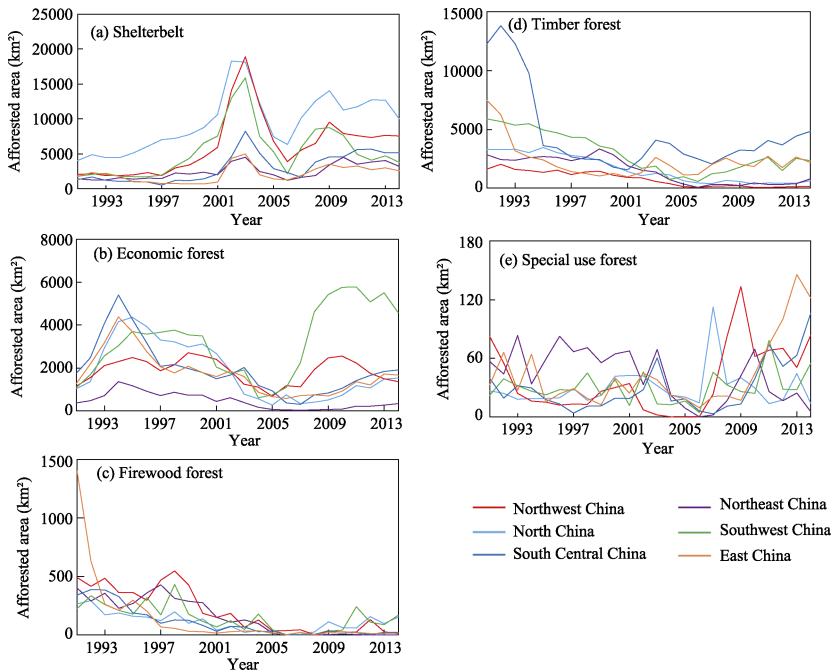 (a) Shelterbelt
Afforested area (km²)
25000
20000
15000
10000
5000
0
1993 1997 2001 2005 2009 2013
Year
(b) Economic forest
Afforested area (km²)
8000
6000
4000
2000
0
1993 1997 2001 2005 2009 2013
Year
(c) Firewood forest
Afforested area (km²)
1500
1000
500
0
1993 1997 2001 2005 2009 2013
Year
(d) Timber forest
Afforested area (km²)
15000
10000
5000
0
1993 1997 2001 2005 2009 2013
Year
(e) Special use forest
Afforested area (km²)
180
120
60
0
1993 1997 2001 2005 2009 2013
Year
Northwest China
North China
South Central China
Northeast China
Southwest China
East China